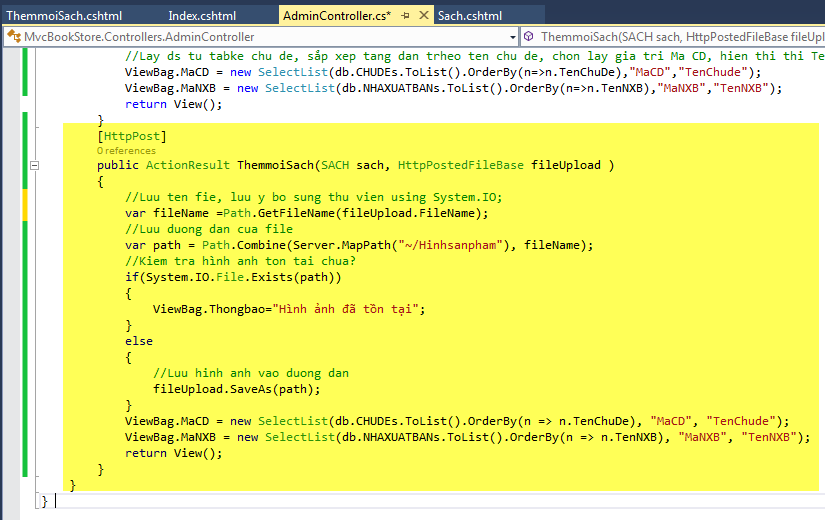 ThemmoiSach.cshtml Index.cshtml AdminController.cs* Sach.cshtml
MvcBookStore.Controllers.AdminController ThemmoiSach(SACH sach, HttpPostedFileBase fileUpl
//Lay ds tu tabke chu de, sắp xep tang dan trheo ten chu de, chon lay gia tri Ma CD, hien thi thi Te
ViewBag.MaCD = new SelectList(db.CHUDEs.ToList().OrderBy(n=>n.TenChuDe),"MaCD","TenChude");
ViewBag.MaNXB = new SelectList(db.NHAXUATBANs.ToList().OrderBy(n=>n.TenNXB),"MaNXB","TenNXB");
return View();
}
[HttpPost]
0 references
public ActionResult ThemmoiSach(SACH sach, HttpPostedFileBase fileUpload )
{
//Luu ten fie, luu y bo sung thu vien using System.IO;
var fileName =Path.GetFileName(fileUpload.FileName);
//Luu duong dan cua file
var path = Path.Combine(Server.MapPath("~/Hinhsanpham"), fileName);
//Kiem tra hình anh ton tai chua?
if(System.IO.File.Exists(path))
{
ViewBag.Thongbao="Hình ảnh đã tồn tại";
}
else
{
//Luu hinh anh vao duong dan
fileUpload.SaveAs(path);
}
ViewBag.MaCD = new SelectList(db.CHUDEs.ToList().OrderBy(n => n.TenChuDe), "MaCD", "TenChude");
ViewBag.MaNXB = new SelectList(db.NHAXUATBANs.ToList().OrderBy(n => n.TenNXB), "MaNXB", "TenNXB");
return View();
}
}
}